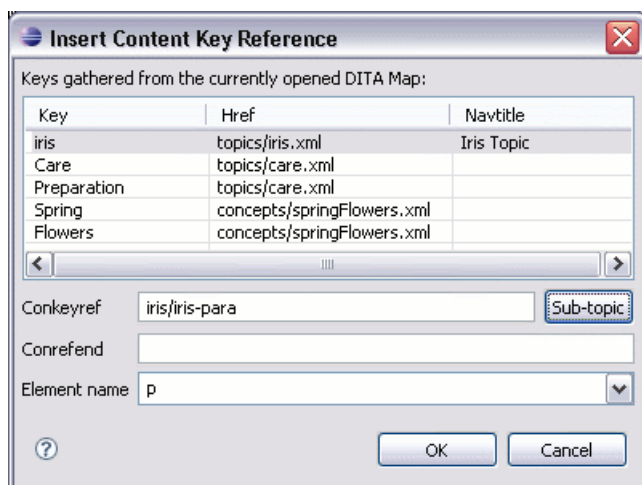 Insert Content Key Reference
Keys gathered from the currently opened DITA Map:
Key Href Navtitle
iris topics/iris.xml Iris Topic
Care topics/care.xml
Preparation topics/care.xml
Spring concepts/springFlowers.xml
Flowers concepts/springFlowers.xml
Conkeyref iris/iris-para Sub-topic
Conrefend
Element name p
? OK Cancel